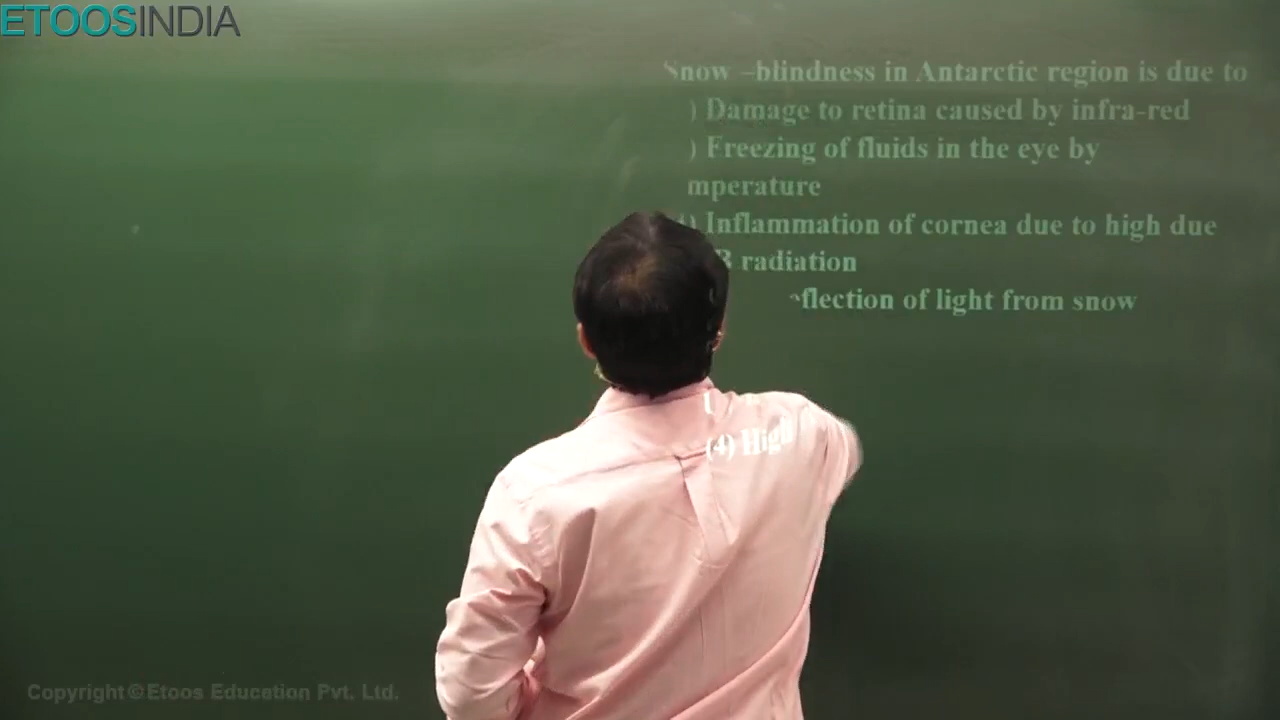 ETOOSINDIA
Snow –blindness in Antarctic region is due to
) Damage to retina caused by infra-red
) Freezing of fluids in the eye by
mperature
) Inflammation of cornea due to high due
B radiation
eflection of light from snow
(4) High
Copyright©Etoos Education Pvt. Ltd.